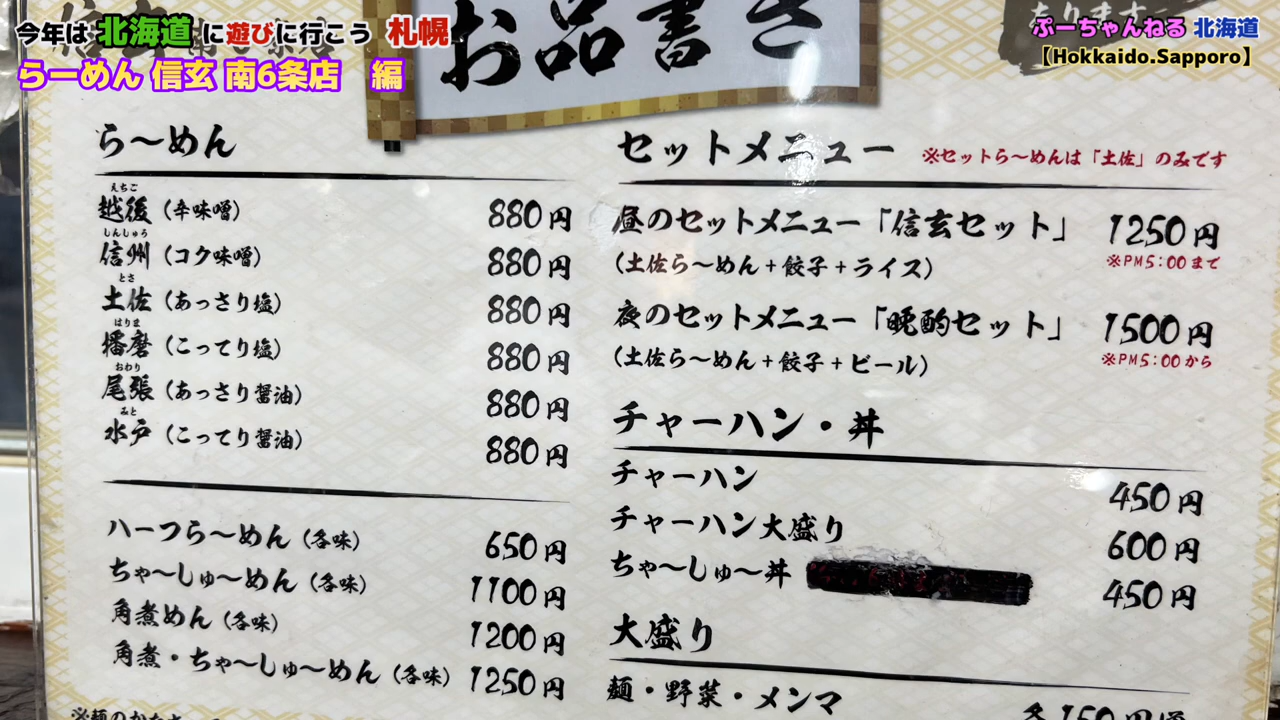 今年は 北海道 に遊びに行こう 札幌
らーめん 信玄 南6条店 編
ぷーちゃんねる 北海道
【Hokkaido.Sapporo】
あります
お品書き
ら〜めん
えちご
越後(辛味噌) 880円
しんしゅう
信州(コク味噌) 880円
とさ
土佐(あっさり塩) 880円
はりま
播磨(こってり塩) 880円
おわり
尾張(あっさり醤油) 880円
みと
水戸(こってり醤油) 880円
ハーフら〜めん(各味) 650円
ちゃ〜しゅ〜めん(各味) 1100円
角煮めん(各味) 1200円
角煮・ちゃ〜しゅ〜めん(各味) 1250円
セットメニュー ※セットら〜めんは「土佐」のみです
昼のセットメニュー「信玄セット」 1250円
(土佐ら〜めん+餃子+ライス) ※PM5:00まで
夜のセットメニュー「晩酌セット」 1500円
(土佐ら〜めん+餃子+ビール) ※PM5:00から
チャーハン・丼
チャーハン 450円
チャーハン大盛り 600円
ちゃ〜しゅ〜丼 450円
大盛り
麺・野菜・メンマ 各150円